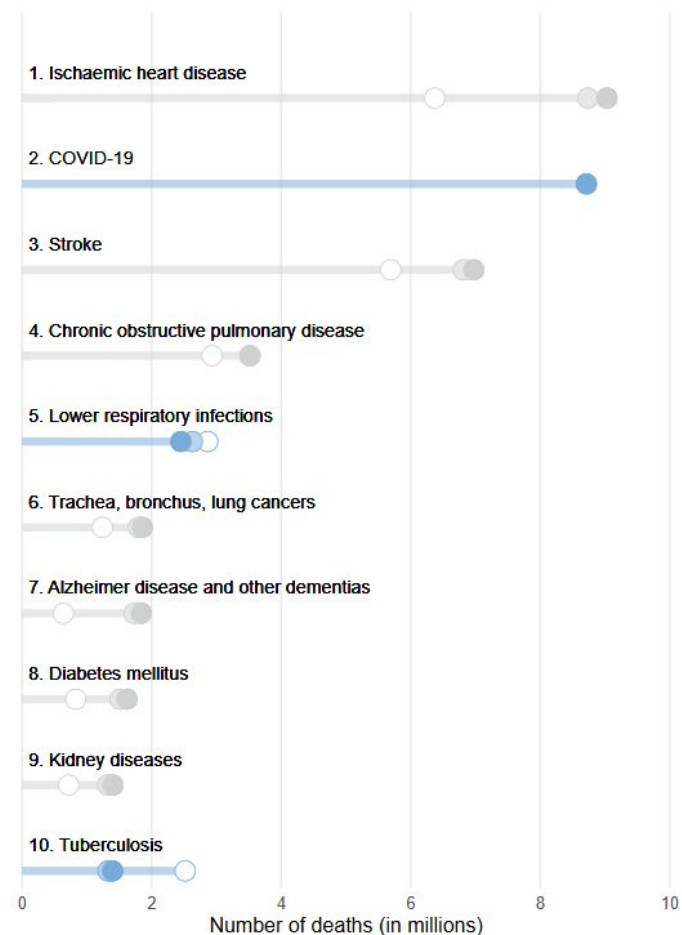 1. Ischaemic heart disease
2. COVID-19
3. Stroke
4. Chronic obstructive pulmonary disease
5. Lower respiratory infections
6. Trachea, bronchus, lung cancers
7. Alzheimer disease and other dementias
8. Diabetes mellitus
9. Kidney diseases
10. Tuberculosis
0 2 4 6 8 10
Number of deaths (in millions)